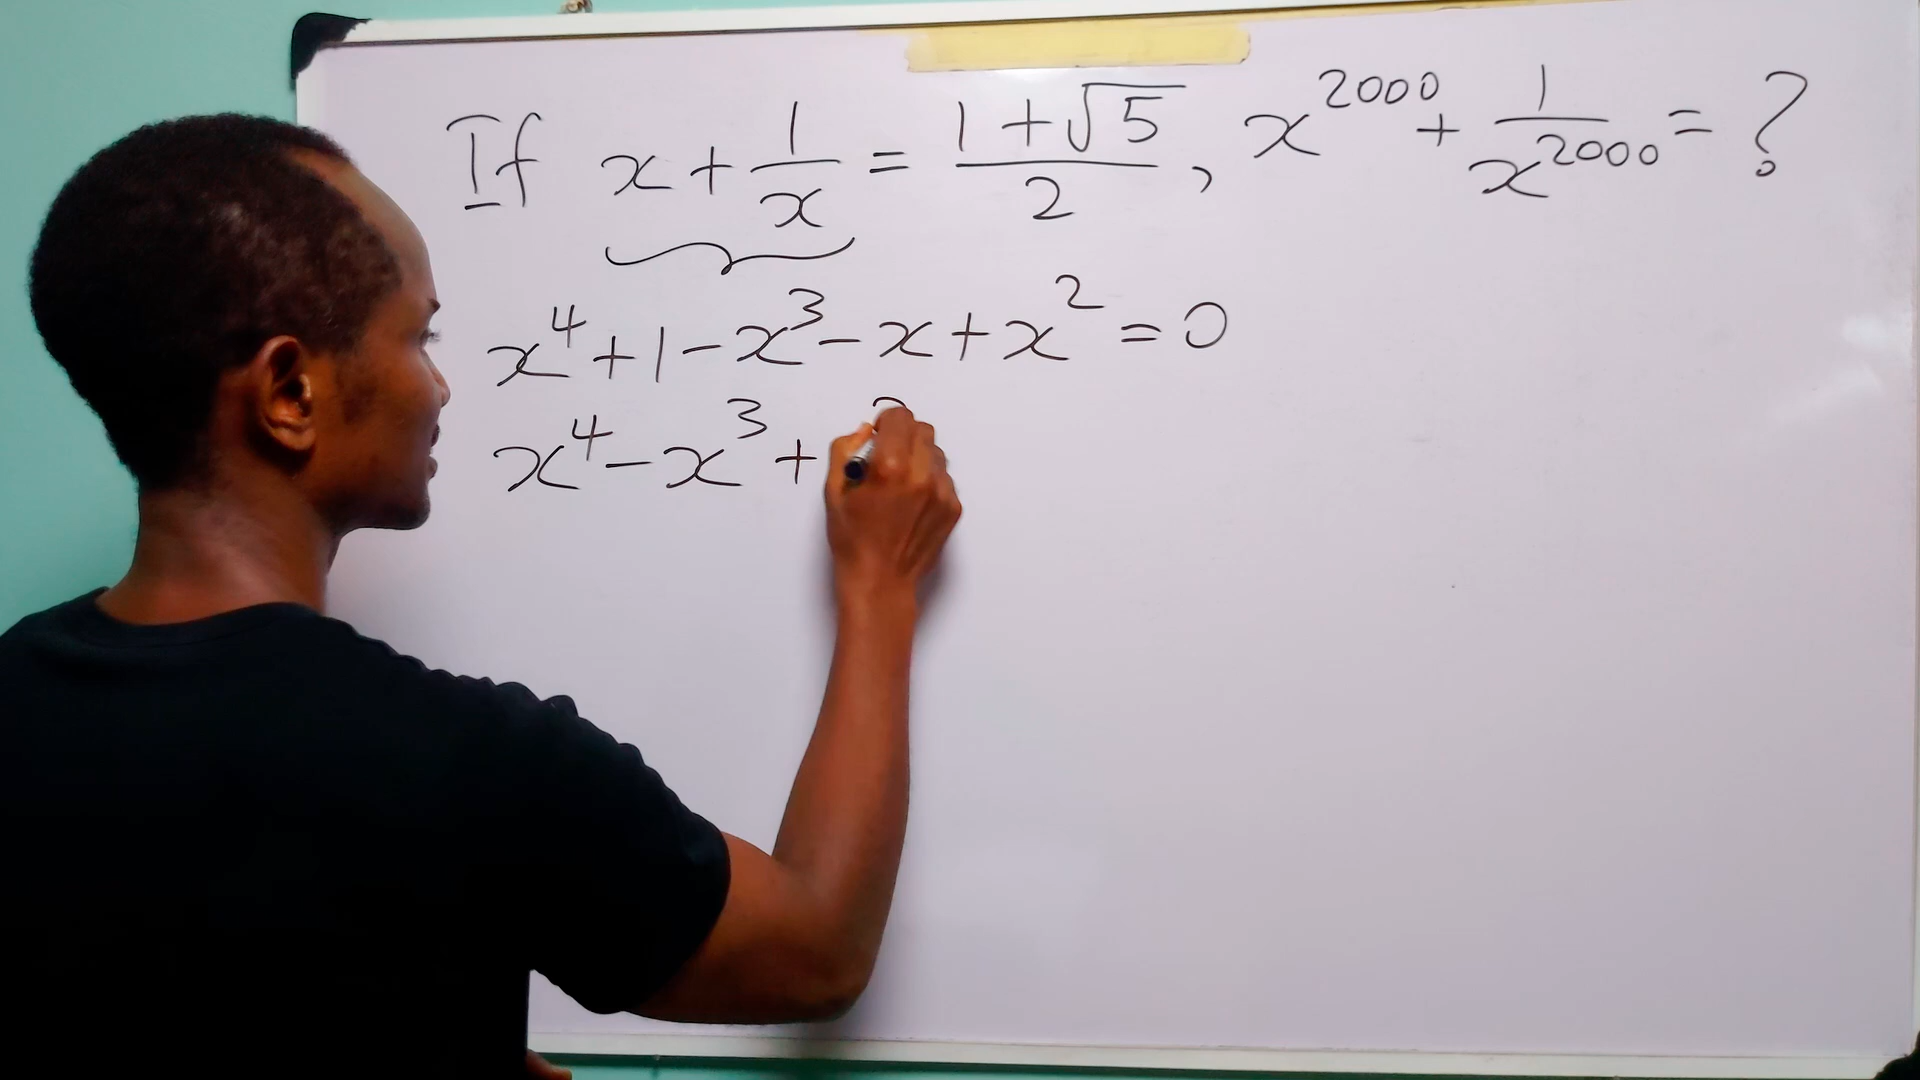 If x + 1/x = (1+√5)/2, x^2000 + 1/x^2000 = ?
x^4 + 1 - x^3 - x + x^2 = 0
x^4 - x^3 +